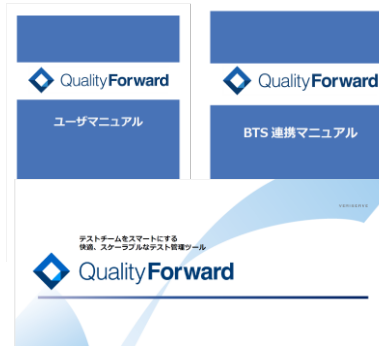 QualityForward
ユーザマニュアル
QualityForward
BTS 連携マニュアル
テストチームをスマートにする
快適、スケーラブルなテスト管理ツール
QualityForward